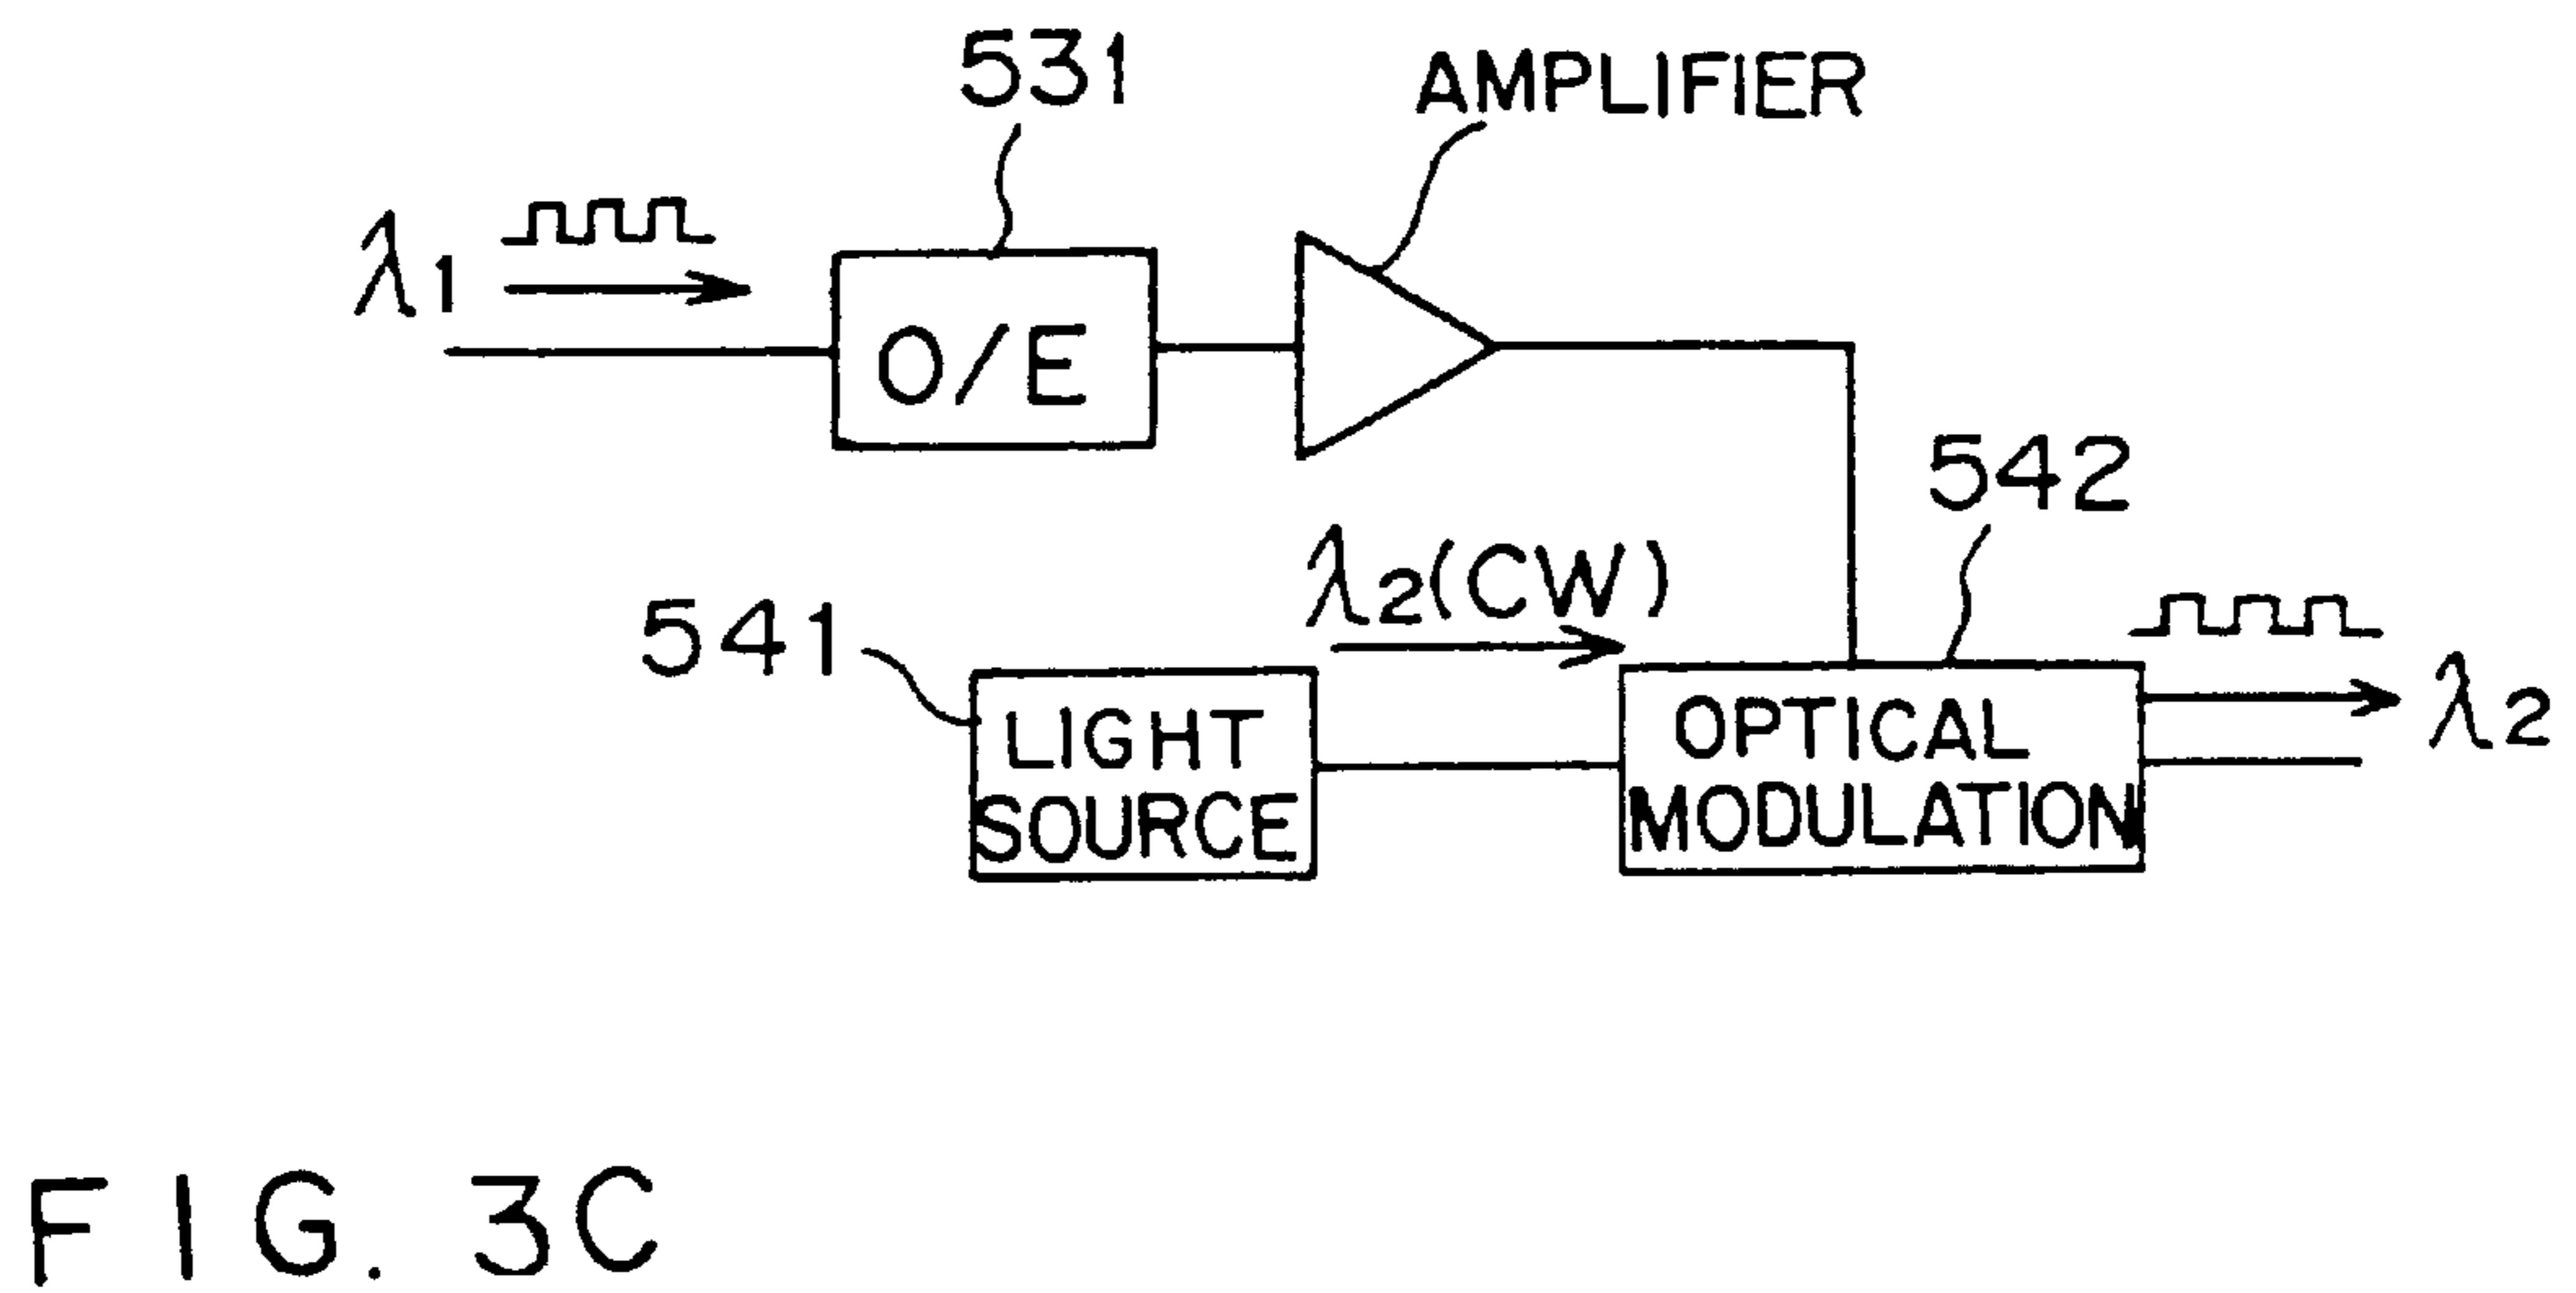 531
AMPLIFIER
λ1
O/E
542
λ2(CW)
541
LIGHT
SOURCE
OPTICAL
MODULATION
λ2
FIG. 3C